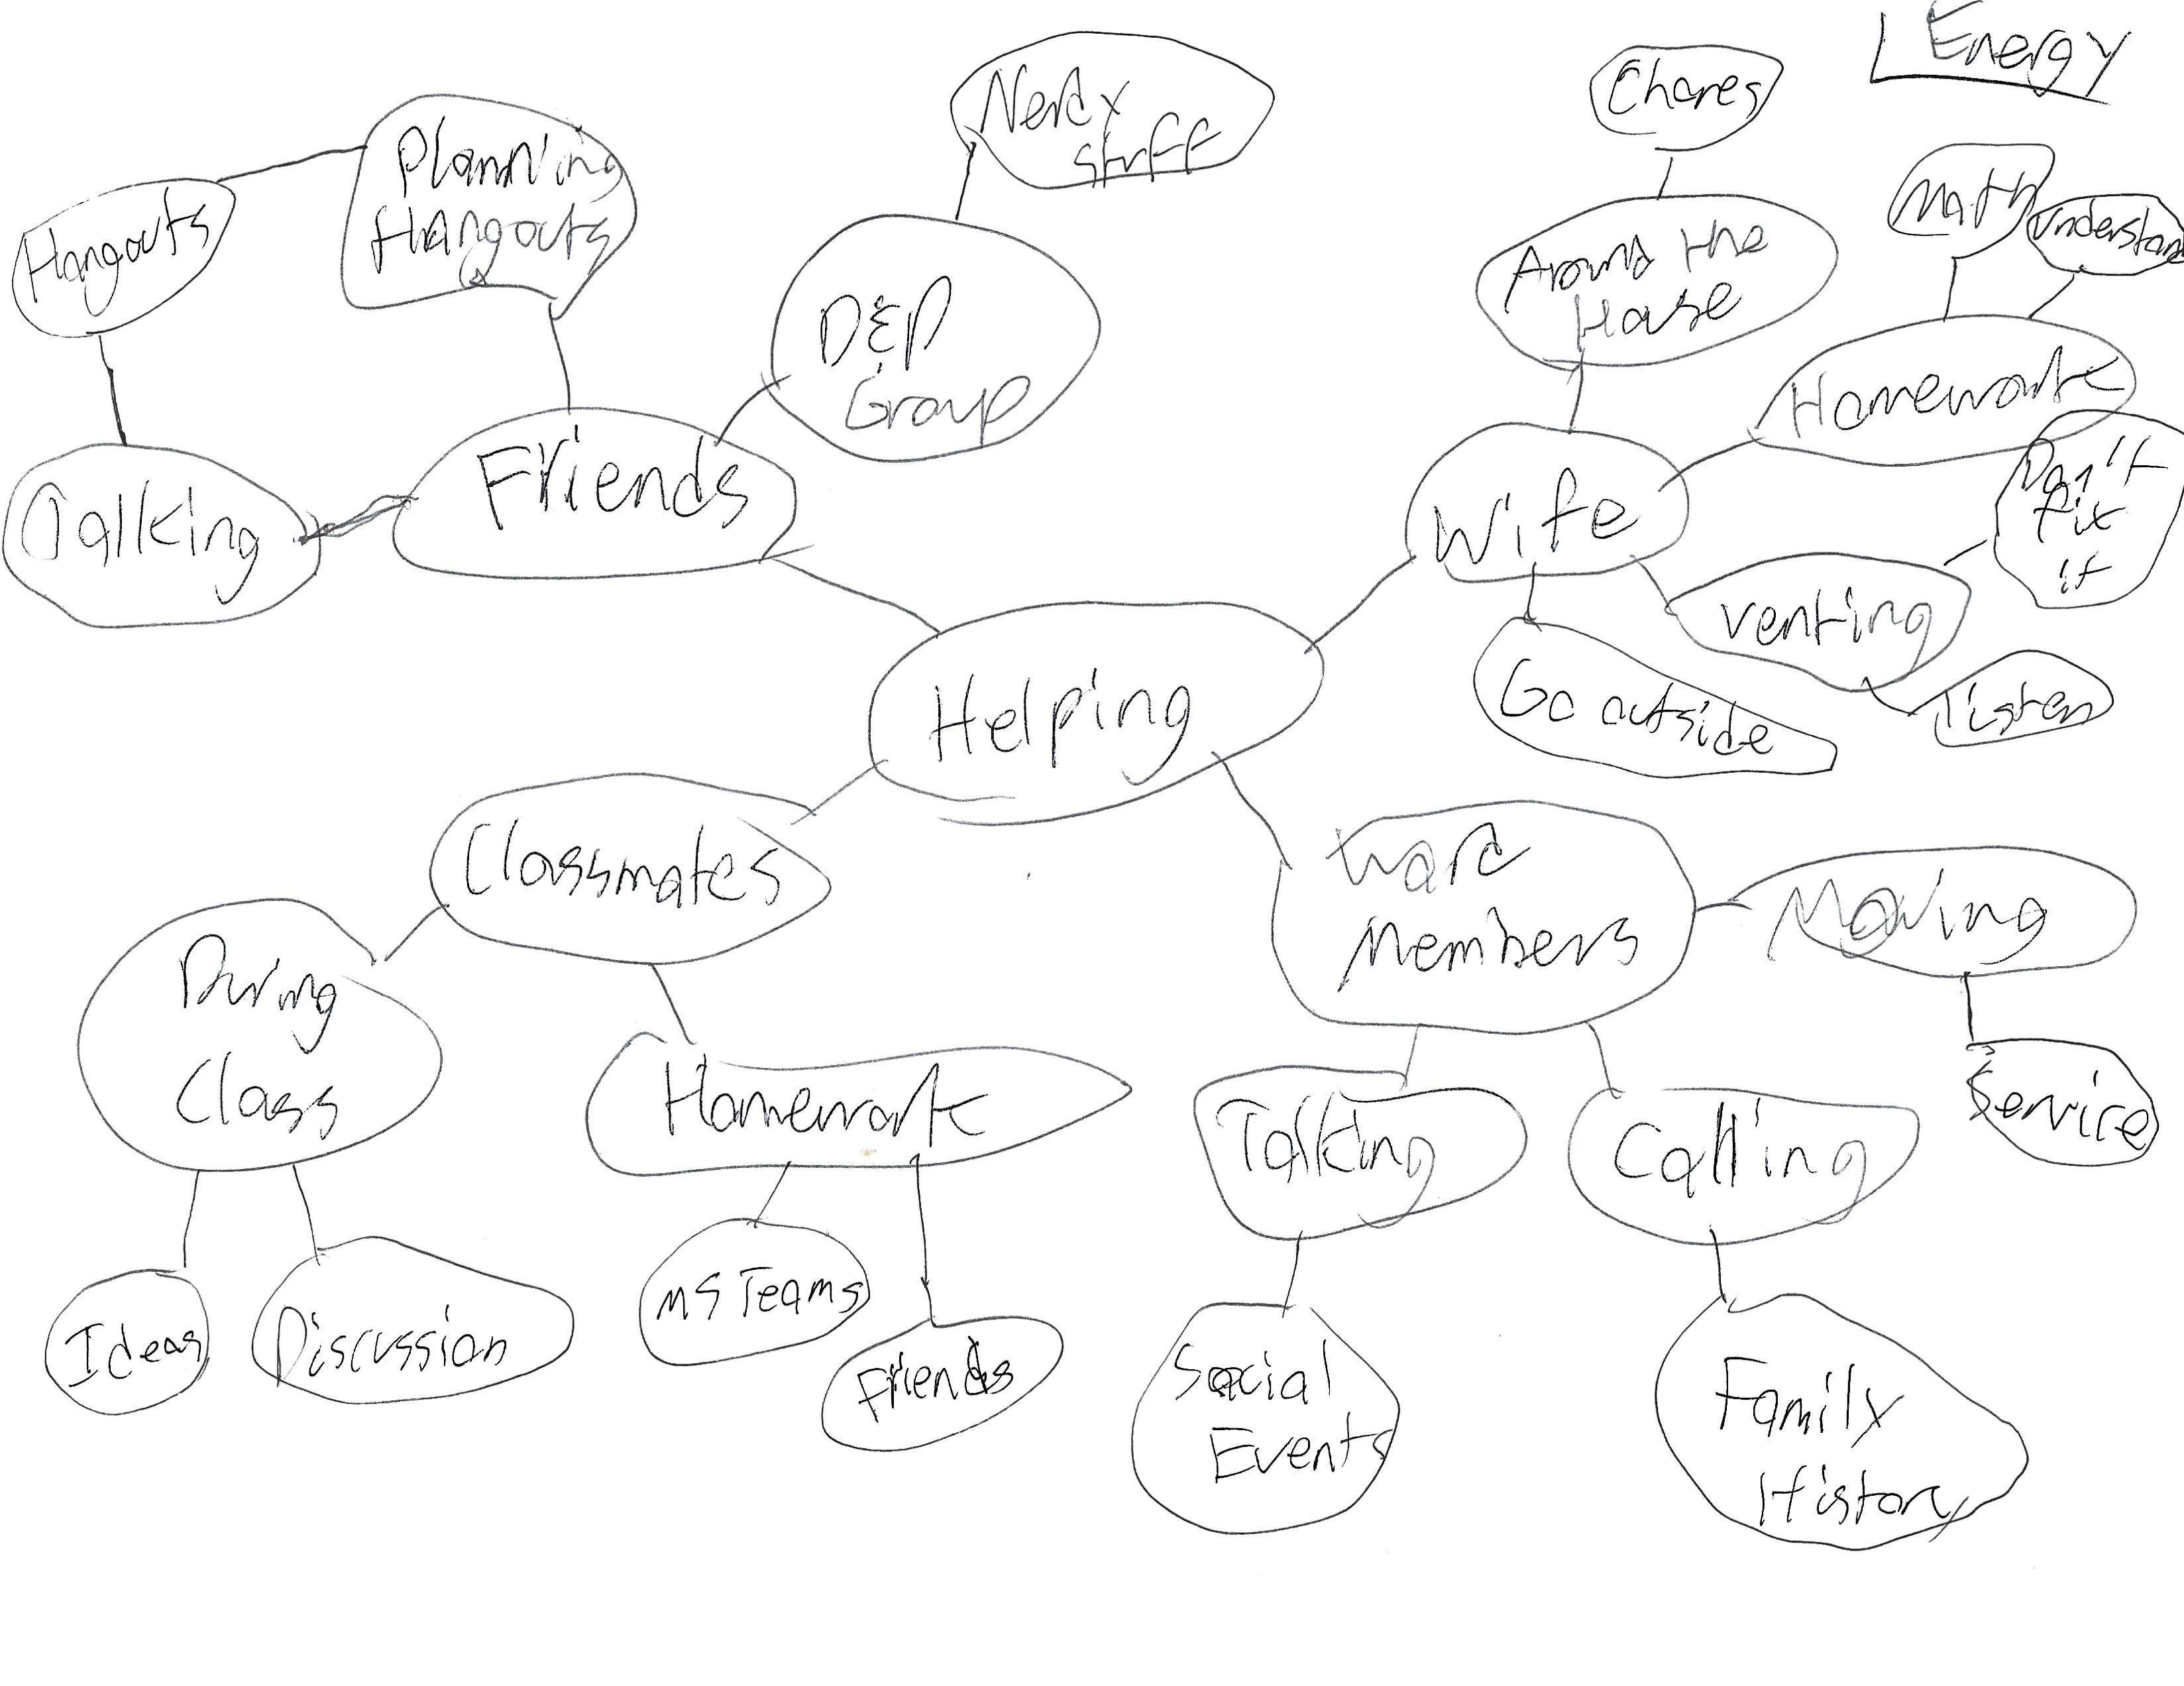 Energy
Chores
Nerdy
Stuff
Planning
Hangouts
Hangouts
Math
Understand
Around the
House
D&D
Group
Homework
Friends
Talking
Wife
Don't
fix
it
Venting
Listen
Go outside
Helping
Classmates
Ward
Members
Moving
During
Class
Homework
Talking
Calling
Service
Ideas
Discussion
MS Teams
Friends
Social
Events
Family
History